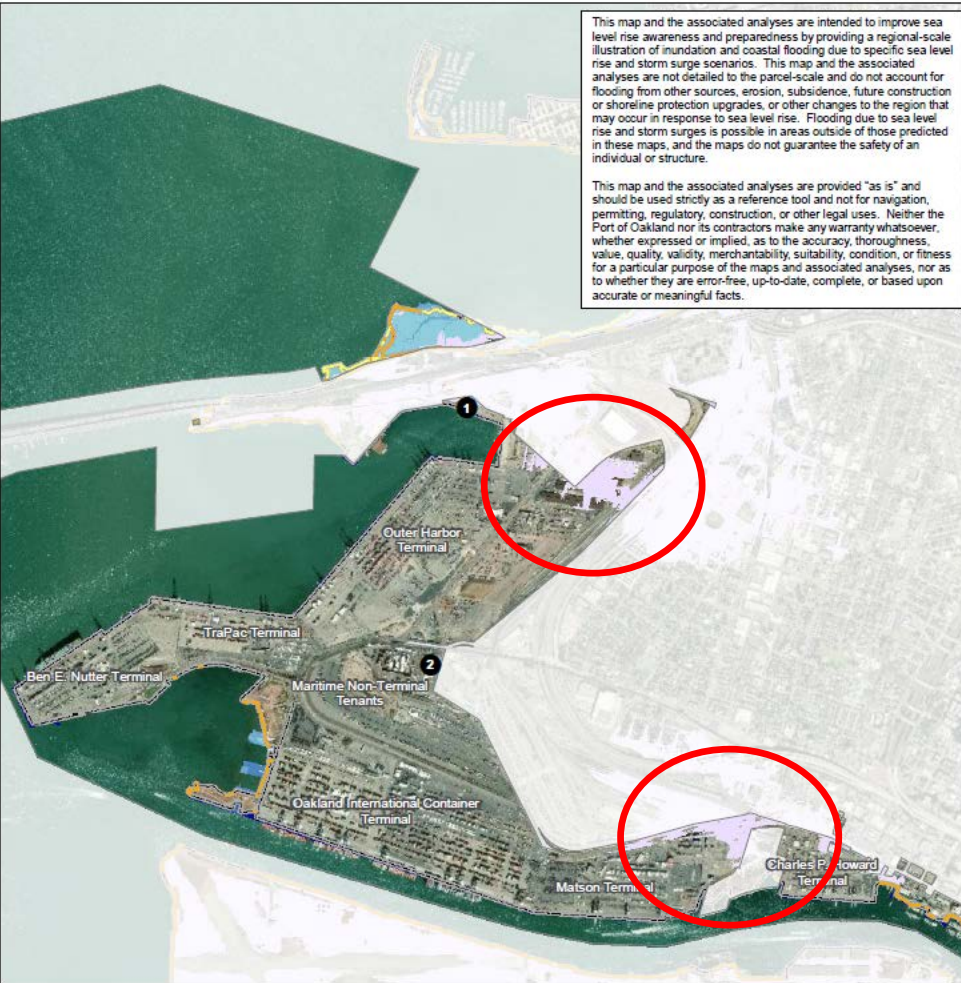 This map and the associated analyses are intended to improve sea
level rise awareness and preparedness by providing a regional-scale
illustration of inundation and coastal flooding due to specific sea level
rise and storm surge scenarios. This map and the associated
analyses are not detailed to the parcel-scale and do not account for
flooding from other sources, erosion, subsidence, future construction
or shoreline protection upgrades, or other changes to the region that
may occur in response to sea level rise. Flooding due to sea level
rise and storm surges is possible in areas outside of those predicted
in these maps, and the maps do not guarantee the safety of an
individual or structure.
This map and the associated analyses are provided "as is" and
should be used strictly as a reference tool and not for navigation,
permitting, regulatory, construction, or other legal uses. Neither the
Port of Oakland nor its contractors make any warranty whatsoever,
whether expressed or implied, as to the accuracy, thoroughness,
value, quality, validity, merchantability, suitability, condition, or fitness
for a particular purpose of the maps and associated analyses, nor as
to whether they are error-free, up-to-date, complete, or based upon
accurate or meaningful facts.
1
Outer Harbor
Terminal
TraPac Terminal
2
Ben E. Nutter Terminal
Maritime Non-Terminal
Tenants
Oakland International Container
Terminal
Charles P. Howard
Terminal
Matson Terminal